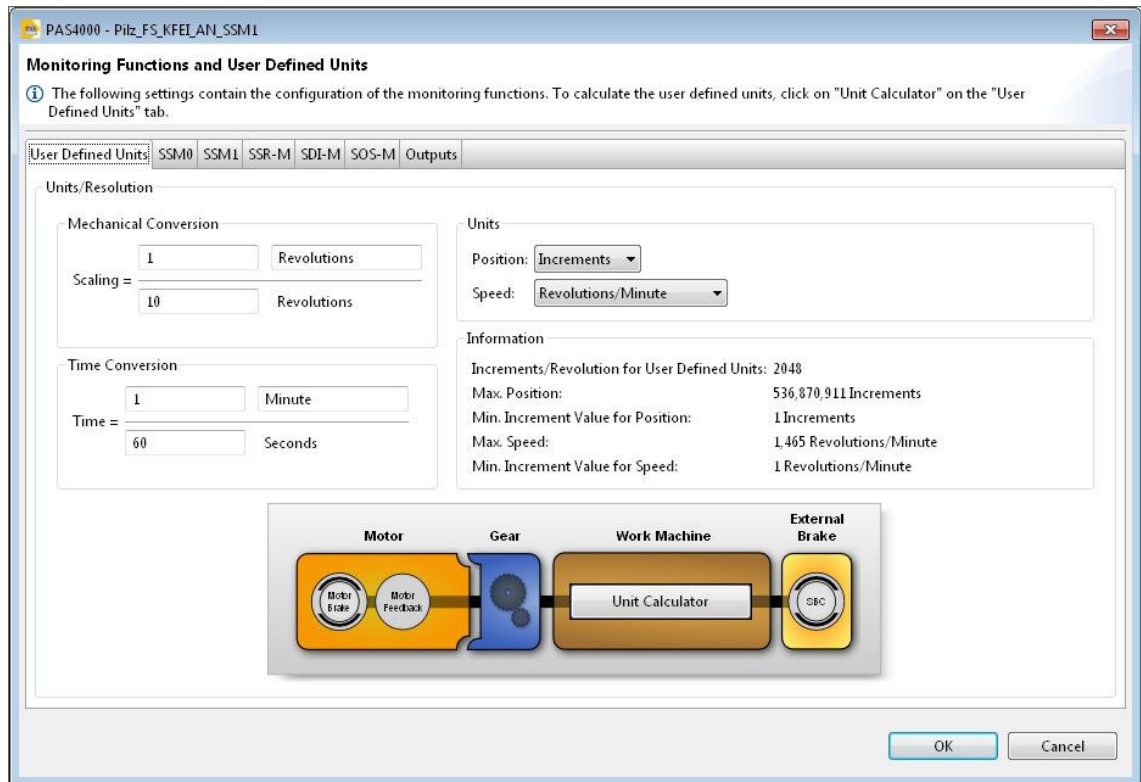 PAS PAS4000 - Pilz_FS_KFEI_AN_SSM1
Monitoring Functions and User Defined Units
The following settings contain the configuration of the monitoring functions. To calculate the user defined units, click on "Unit Calculator" on the "User
Defined Units" tab.
User Defined Units SSM0 SSM1 SSR-M SDI-M SOS-M Outputs
Units/Resolution
Mechanical Conversion
1 Revolutions
Scaling =
10 Revolutions
Units
Position: Increments
Speed: Revolutions/Minute
Time Conversion
1 Minute
Time =
60 Seconds
Information
Increments/Revolution for User Defined Units: 2048
Max. Position: 536,870,911 Increments
Min. Increment Value for Position: 1 Increments
Max. Speed: 1,465 Revolutions/Minute
Min. Increment Value for Speed: 1 Revolutions/Minute
Motor Gear Work Machine External
Brake
Motor
Brake
Motor
Feedback
Unit Calculator
SBC
OK Cancel